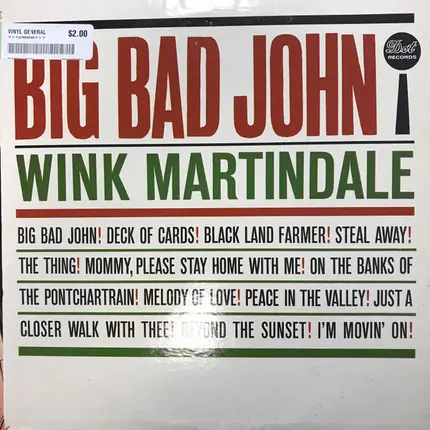 VINYL GENERAL $2.00
BIG BAD JOHN!
Dot
RECORDS
WINK MARTINDALE
BIG BAD JOHN! DECK OF CARDS! BLACK LAND FARMER! STEAL AWAY!
THE THING! MOMMY, PLEASE STAY HOME WITH ME! ON THE BANKS OF
THE PONTCHARTRAIN! MELODY OF LOVE! PEACE IN THE VALLEY! JUST A
CLOSER WALK WITH THEE! BEYOND THE SUNSET! I'M MOVIN' ON!